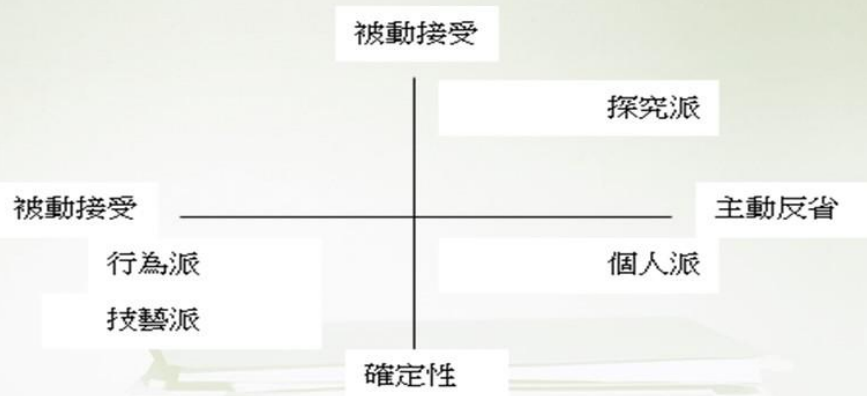 被動接受
探究派
被動接受
主動反省
行為派
個人派
技藝派
確定性